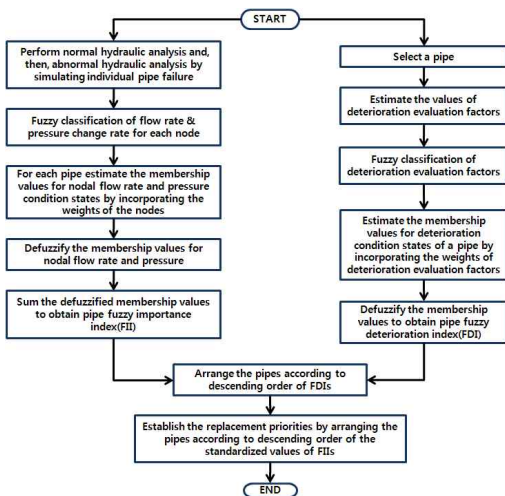 START
Perform normal hydraulic analysis and,
then, abnormal hydraulic analysis by
simulating individual pipe failure
Fuzzy classification of flow rate &
pressure change rate for each node
For each pipe estimate the membership
values for nodal flow rate and pressure
condition states by incorporating the
weights of the nodes
Defuzzify the membership values for
nodal flow rate and pressure
Sum the defuzzified membership values
to obtain pipe fuzzy importance
index(FII)
Select a pipe
Estimate the values of
deterioration evaluation factors
Fuzzy classification of
deterioration evaluation factors
Estimate the membership
values for deterioration
condition states of a pipe by
incorporating the weights of
deterioration evaluation factors
Defuzzify the membership
values to obtain pipe fuzzy
deterioration index(FDI)
Arrange the pipes according to
descending order of FDIs
Establish the replacement priorities by arranging the
pipes according to descending order of the
standardized values of FIIs
END